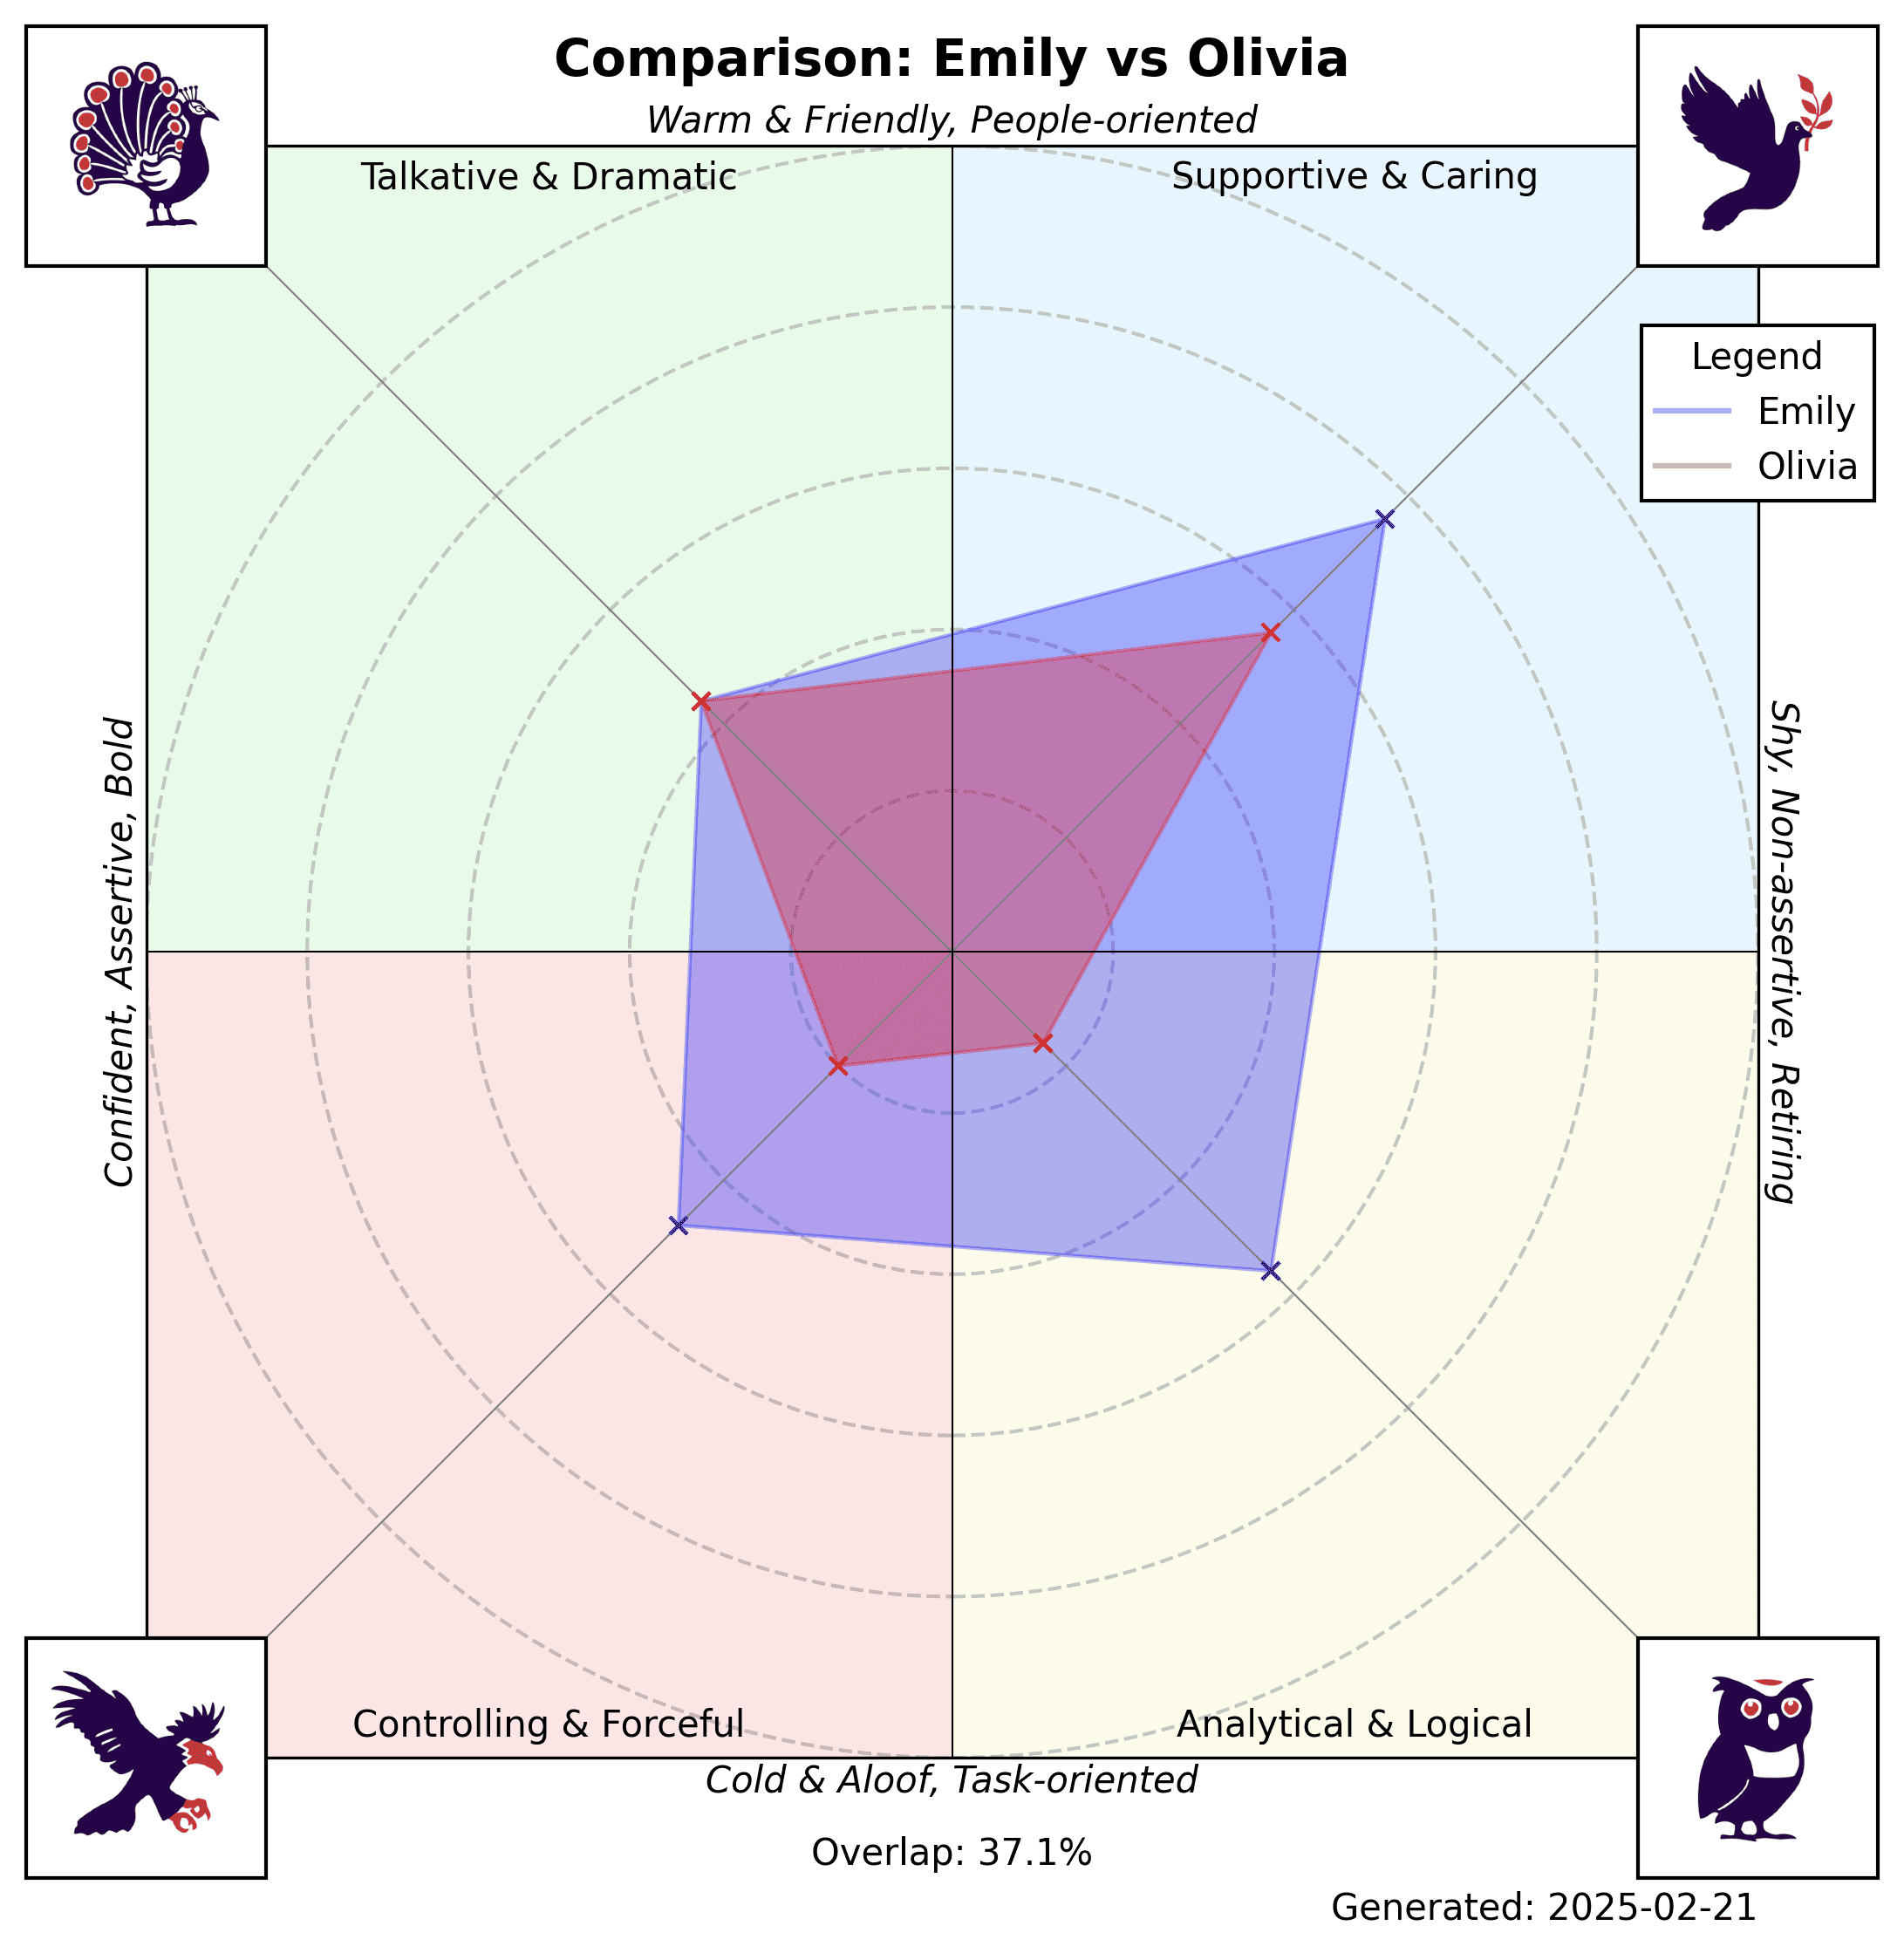 Comparison: Emily vs Olivia
Warm & Friendly, People-oriented
Talkative & Dramatic
Supportive & Caring
Legend
Emily
Olivia
Confident, Assertive, Bold
Shy, Non-assertive, Retiring
Controlling & Forceful
Analytical & Logical
Cold & Aloof, Task-oriented
Overlap: 37.1%
Generated: 2025-02-21